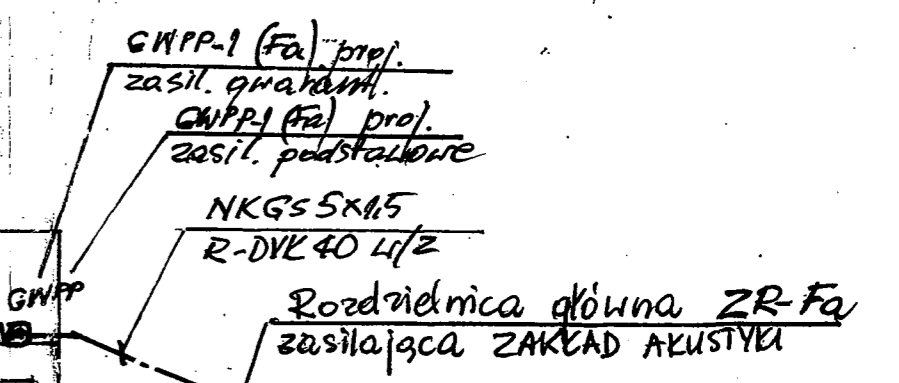 GWPP-1 (Fa) proj.
zasil. gwarant.
GWPP-1 (Fa) proj.
zasil. podstawowe
NKGs 5x1,5
R-DVK 40 w/z
GWPP
Rozdzielnica główna ZR-Fa
zasilająca ZAKŁAD AKUSTYKI